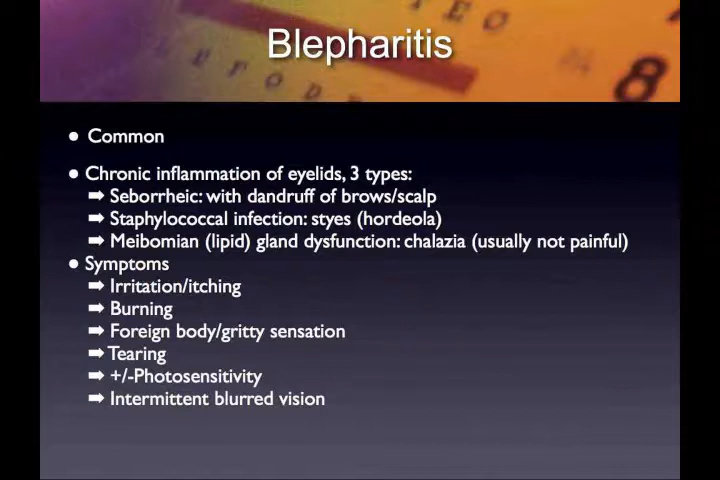 Blepharitis
● Common
● Chronic inflammation of eyelids, 3 types:
➡ Seborrheic: with dandruff of brows/scalp
➡ Staphylococcal infection: styes (hordeola)
➡ Meibomian (lipid) gland dysfunction: chalazia (usually not painful)
● Symptoms
➡ Irritation/itching
➡ Burning
➡ Foreign body/gritty sensation
➡ Tearing
➡ +/-Photosensitivity
➡ Intermittent blurred vision